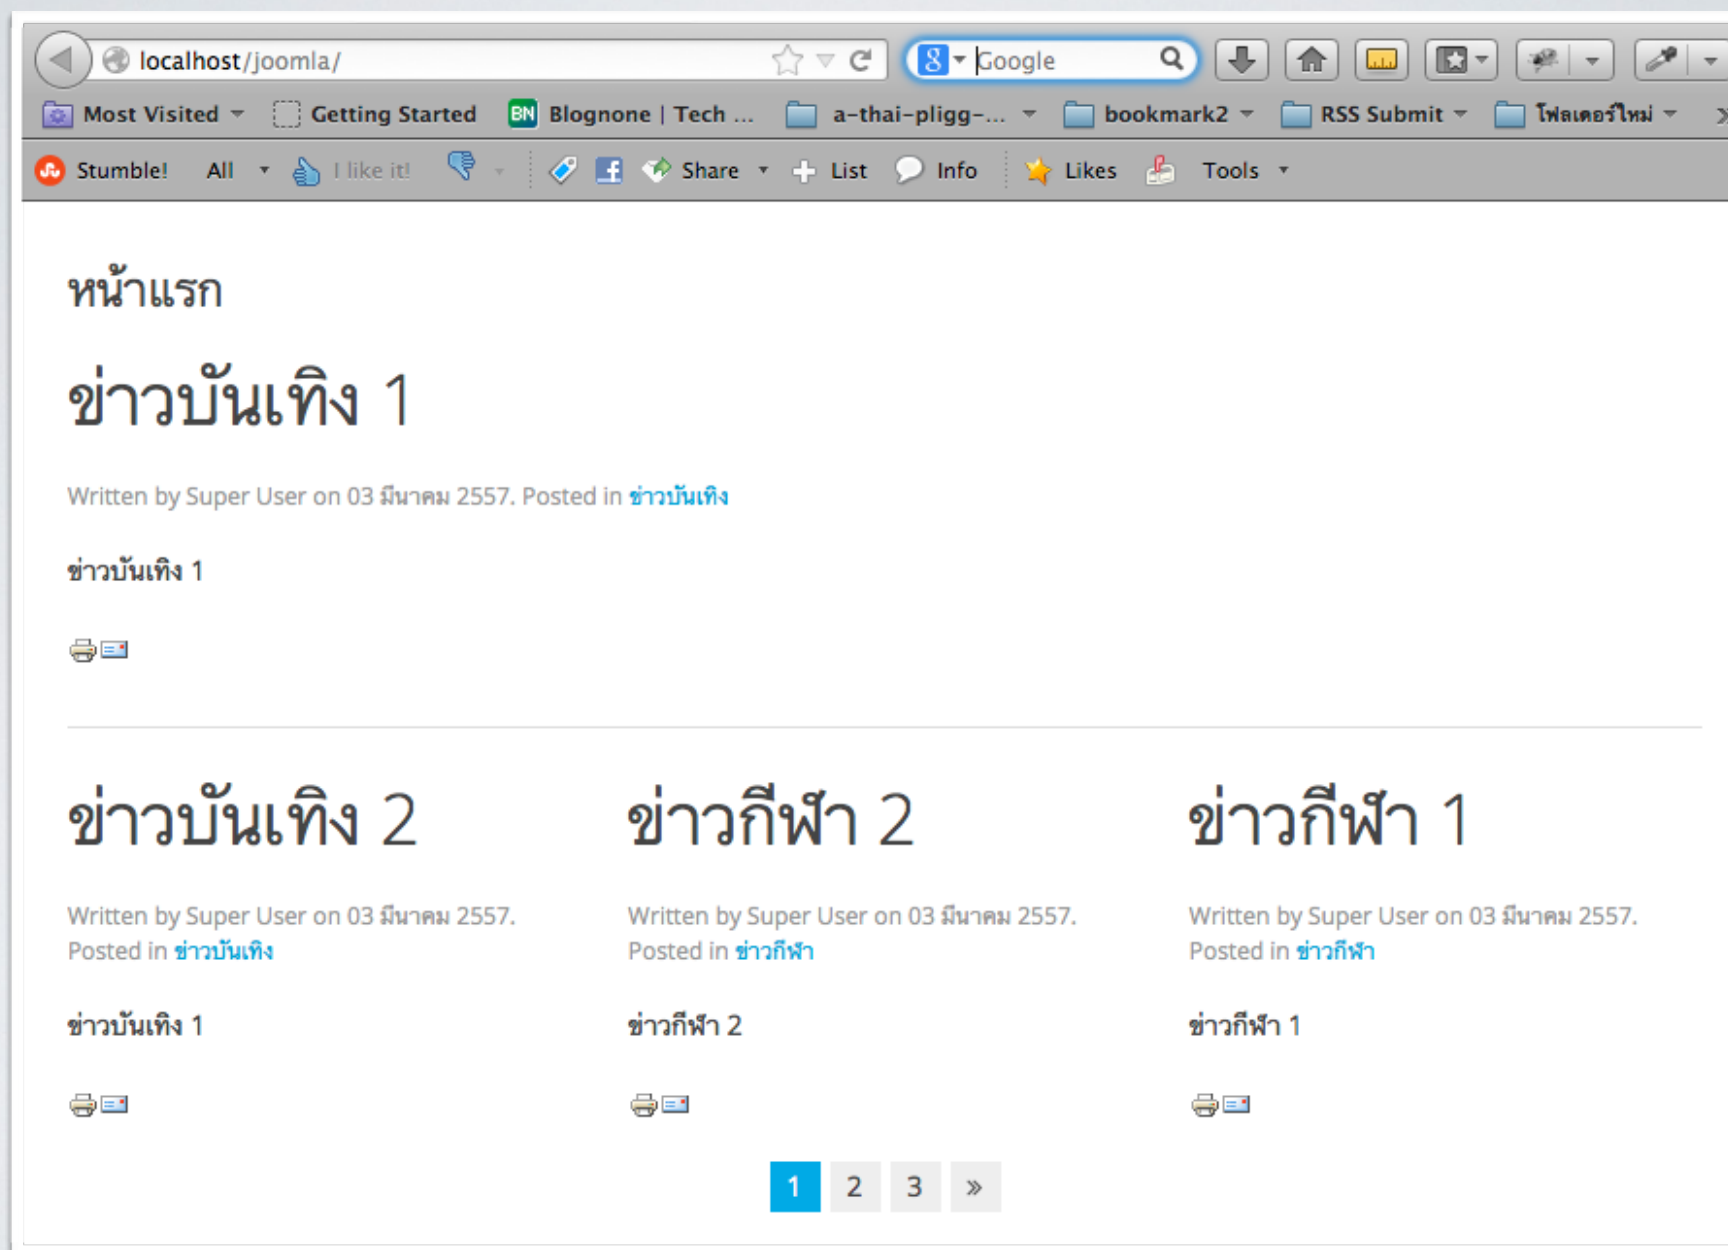 localhost/joomla/ Google
Most Visited Getting Started BN Blognone | Tech ... a-thai-pligg-... bookmark2 RSS Submit โฟลเดอร์ใหม่ »
Stumble! All I like it! Share List Info Likes Tools
หน้าแรก
ข่าวบันเทิง 1
Written by Super User on 03 มีนาคม 2557. Posted in ข่าวบันเทิง
ข่าวบันเทิง 1
ข่าวบันเทิง 2
Written by Super User on 03 มีนาคม 2557.
Posted in ข่าวบันเทิง
ข่าวบันเทิง 1
ข่าวกีฬา 2
Written by Super User on 03 มีนาคม 2557.
Posted in ข่าวกีฬา
ข่าวกีฬา 2
ข่าวกีฬา 1
Written by Super User on 03 มีนาคม 2557.
Posted in ข่าวกีฬา
ข่าวกีฬา 1
1 2 3 »